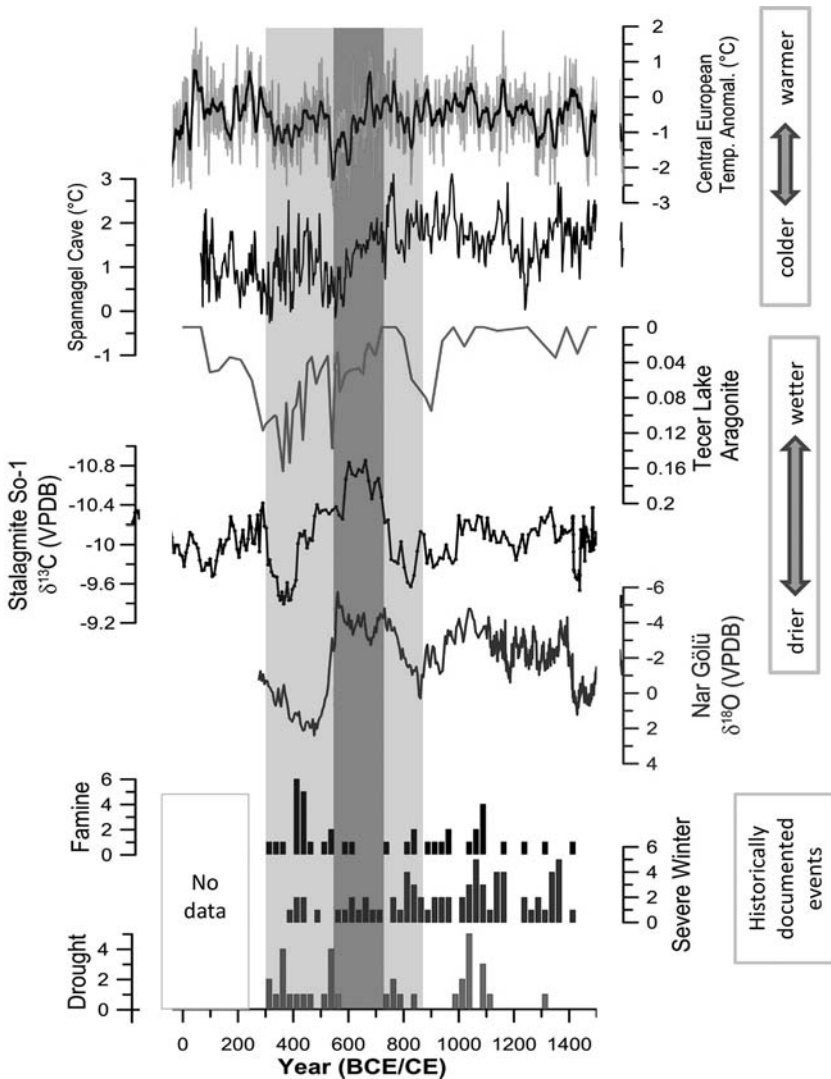 2
1
0
-1
-2
-3
Central European
Temp. Anomal. (°C)
warmer
colder
3
2
1
0
-1
Spannagel Cave (°C)
0
0.04
0.08
0.12
0.16
0.2
Tecer Lake
Aragonite
wetter
drier
-10.8
-10.4
-10
-9.6
-9.2
Stalagmite So-1
δ13C (VPDB)
-6
-4
-2
0
2
4
Nar Gölü
δ18O (VPDB)
6
4
2
0
Famine
No
data
6
4
2
0
Severe Winter
Historically
documented
events
4
2
0
Drought
0 200 400 600 800 1000 1200 1400
Year (BCE/CE)